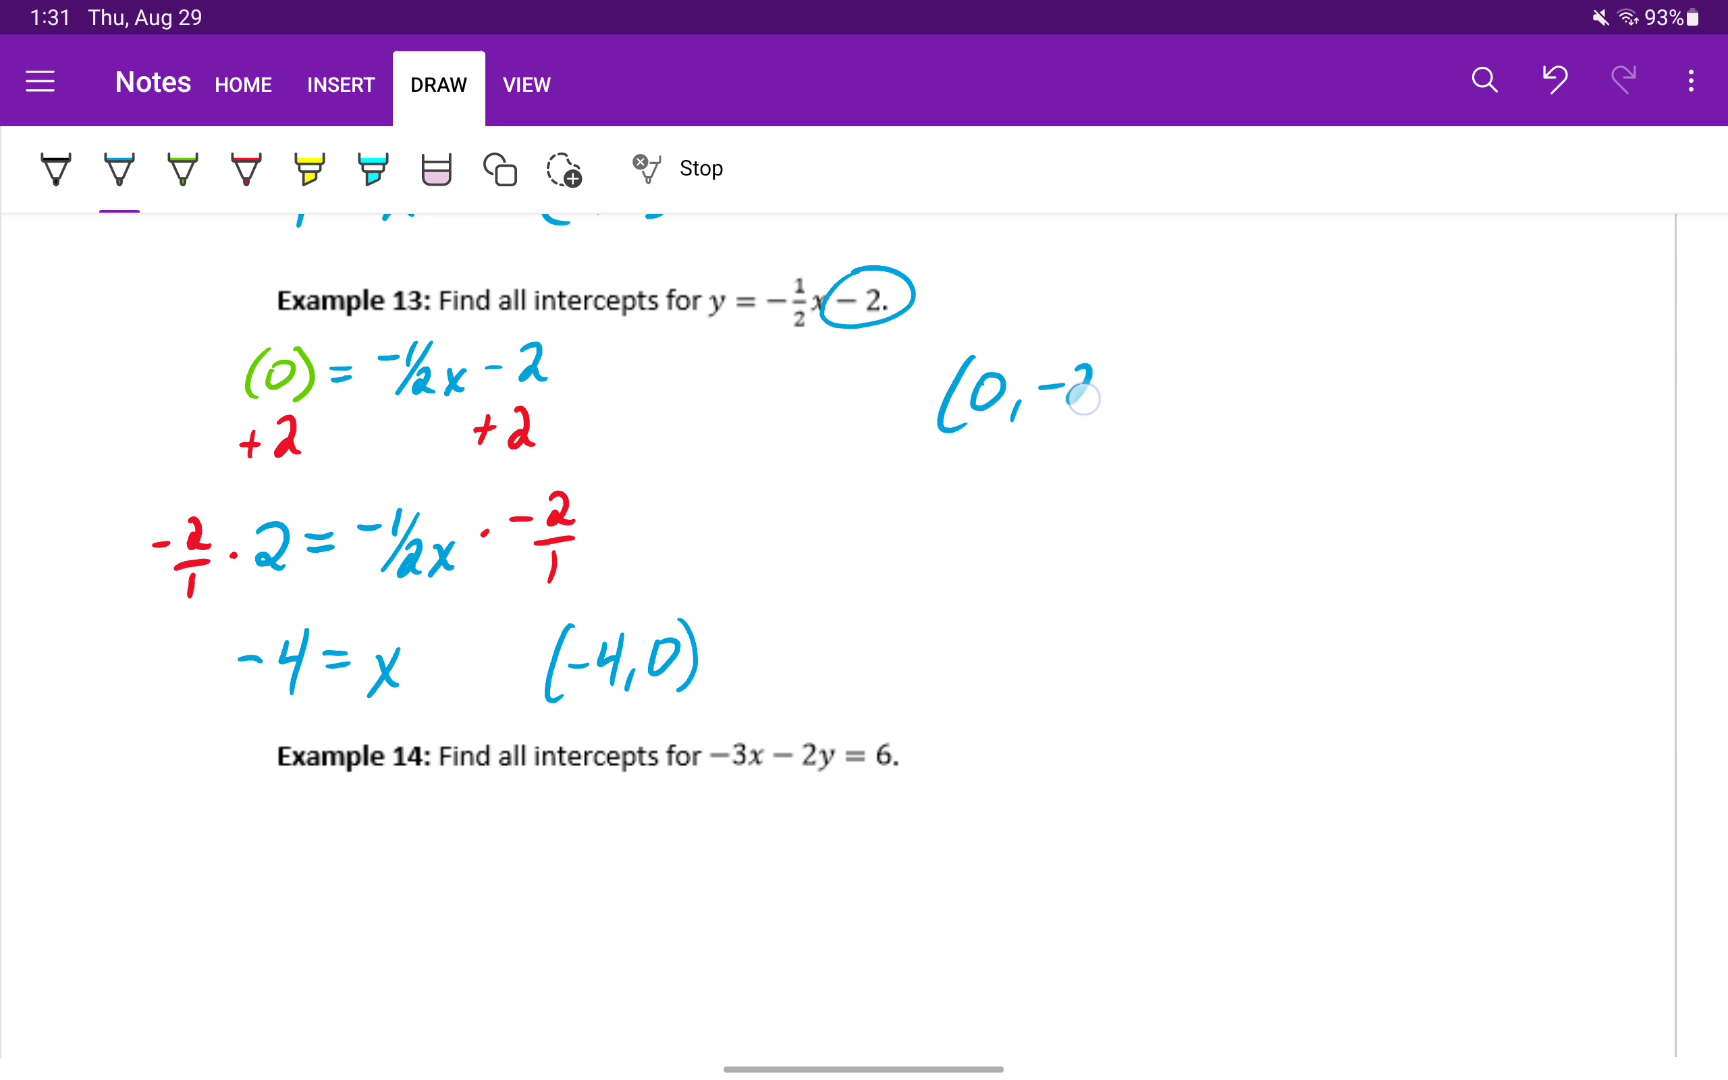 1:31 Thu, Aug 29 93%
Notes HOME INSERT DRAW VIEW
Stop
Example 13: Find all intercepts for y = −1/2x − 2.
(0) = -1/2x - 2
(0, -2
+2 +2
-2/1 · 2 = -1/2x · -2/1
-4 = x (-4,0)
Example 14: Find all intercepts for −3x − 2y = 6.